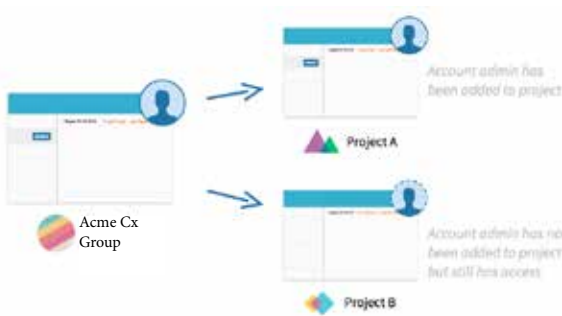 Account admin has
been added to project
Project A
Acme Cx
Group
Account admin has no
been added to project
but still has access
Project B